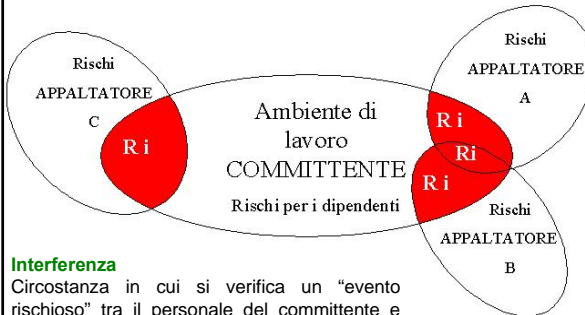 Rischi
APPALTATORE
C
R i
Ambiente di
lavoro
COMMITTENTE
Rischi per i dipendenti
Rischi
APPALTATORE
A
R i
Ri
R i
Rischi
APPALTATORE
B
Interferenza
Circostanza in cui si verifica un “evento
rischioso” tra il personale del committente e